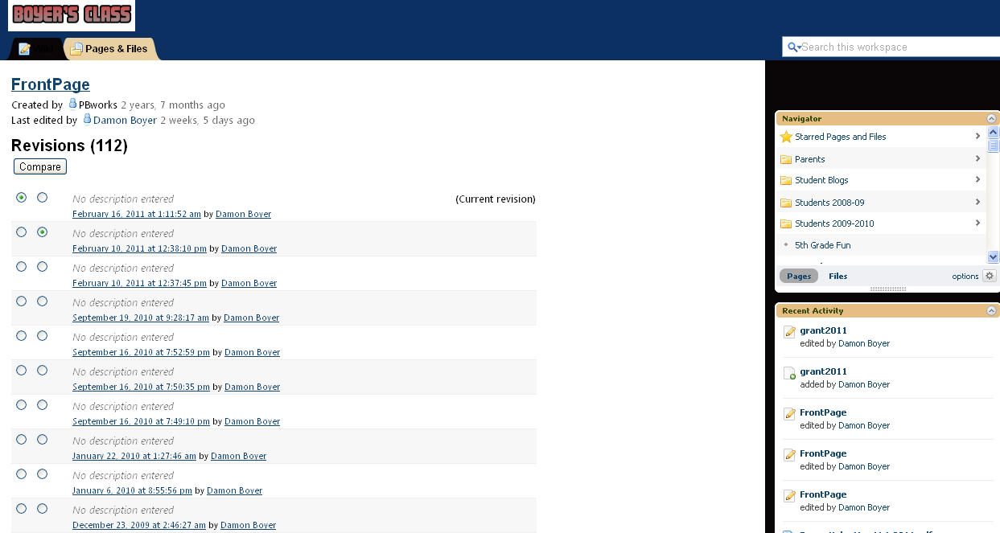 BOYER'S CLASS
Pages & Files
Search this workspace
FrontPage
Created by PBworks 2 years, 7 months ago
Last edited by Damon Boyer 2 weeks, 5 days ago
Revisions (112)
Compare
No description entered (Current revision)
February 16, 2011 at 1:11:52 am by Damon Boyer
No description entered
February 10, 2011 at 12:38:10 pm by Damon Boyer
No description entered
February 10, 2011 at 12:37:45 pm by Damon Boyer
No description entered
September 19, 2010 at 9:28:17 am by Damon Boyer
No description entered
September 16, 2010 at 7:52:59 pm by Damon Boyer
No description entered
September 16, 2010 at 7:50:35 pm by Damon Boyer
No description entered
September 16, 2010 at 7:49:10 pm by Damon Boyer
No description entered
January 22, 2010 at 1:27:46 am by Damon Boyer
No description entered
January 6, 2010 at 8:55:56 pm by Damon Boyer
No description entered
December 23, 2009 at 2:46:27 am by Damon Boyer
Navigator
Starred Pages and Files
Parents
Student Blogs
Students 2008-09
Students 2009-2010
5th Grade Fun
Pages Files options
Recent Activity
grant2011
edited by Damon Boyer
grant2011
added by Damon Boyer
FrontPage
edited by Damon Boyer
FrontPage
edited by Damon Boyer
FrontPage
edited by Damon Boyer